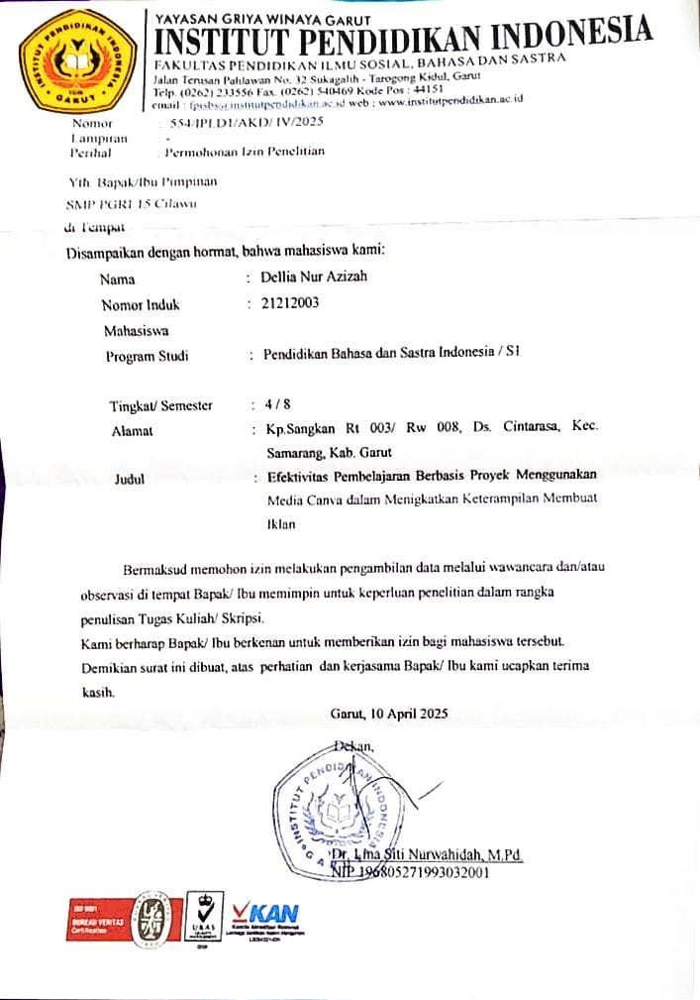 YAYASAN GRIYA WINAYA GARUT
INSTITUT PENDIDIKAN INDONESIA
FAKULTAS PENDIDIKAN ILMU SOSIAL, BAHASA DAN SASTRA
Jalan Terusan Pahlawan No. 32 Sukagalih - Tarogong Kidul, Garut
Telp. (0262) 233556 Fax. (0262) 540469 Kode Pos : 44151
email : fpisbs@institutpendidikan.ac.id web : www.institutpendidikan.ac.id
INSTITUT PENDIDIKAN INDONESIA
GARUT
Nomor : 554/IPI.D1/AKD/ IV/2025
Lampiran : -
Perihal : Permohonan Izin Penelitian
Yth. Bapak/Ibu Pimpinan
SMP PGRI 15 Cilawu
di Tempat
Disampaikan dengan hormat, bahwa mahasiswa kami:
Nama : Dellia Nur Azizah
Nomor Induk : 21212003
Mahasiswa
Program Studi : Pendidikan Bahasa dan Sastra Indonesia / S1
Tingkat/ Semester : 4 / 8
Alamat : Kp.Sangkan Rt 003/ Rw 008, Ds. Cintarasa, Kec.
Samarang, Kab. Garut
Judul : Efektivitas Pembelajaran Berbasis Proyek Menggunakan
Media Canva dalam Menigkatkan Keterampilan Membuat
Iklan
Bermaksud memohon izin melakukan pengambilan data melalui wawancara dan/atau
observasi di tempat Bapak/ Ibu memimpin untuk keperluan penelitian dalam rangka
penulisan Tugas Kuliah/ Skripsi.
Kami berharap Bapak/ Ibu berkenan untuk memberikan izin bagi mahasiswa tersebut.
Demikian surat ini dibuat, atas perhatian dan kerjasama Bapak/ Ibu kami ucapkan terima
kasih.
Garut, 10 April 2025
Dekan,
INSTITUT PENDIDIKAN INDONESIA
GARUT
Dr. Lina Siti Nurwahidah, M.Pd.
NIP 196805271993032001
ISO 9001
BUREAU VERITAS
Certification
UKAS
KAN
Komite Akreditasi Nasional